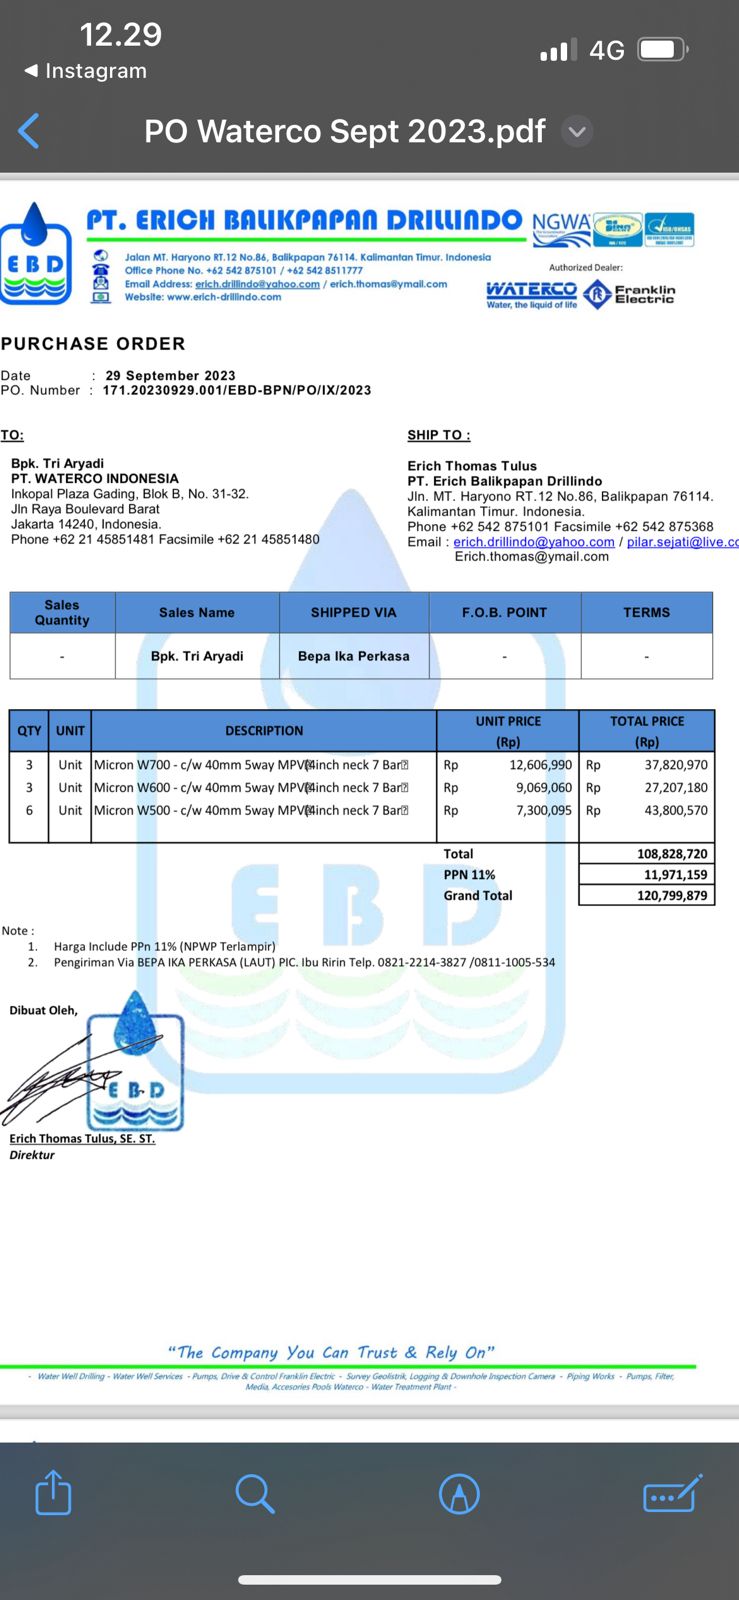 12.29
4G
◀ Instagram
PO Waterco Sept 2023.pdf
EBD
PT. ERICH BALIKPAPAN DRILLINDO
NGWA
Jalan MT. Haryono RT.12 No.86, Balikpapan 76114. Kalimantan Timur. Indonesia
Office Phone No. +62 542 875101 / +62 542 8511777
Email Address: erich.drillindo@yahoo.com / erich.thomas@ymail.com
Website: www.erich-drillindo.com
Authorized Dealer:
WATERCO
Water, the liquid of life
Franklin Electric
PURCHASE ORDER
Date : 29 September 2023
PO. Number : 171.20230929.001/EBD-BPN/PO/IX/2023
TO:
Bpk. Tri Aryadi
PT. WATERCO INDONESIA
Inkopal Plaza Gading, Blok B, No. 31-32.
Jln Raya Boulevard Barat
Jakarta 14240, Indonesia.
Phone +62 21 45851481 Facsimile +62 21 45851480
SHIP TO :
Erich Thomas Tulus
PT. Erich Balikpapan Drillindo
Jln. MT. Haryono RT.12 No.86, Balikpapan 76114.
Kalimantan Timur. Indonesia.
Phone +62 542 875101 Facsimile +62 542 875368
Email : erich.drillindo@yahoo.com / pilar.sejati@live.co
Erich.thomas@ymail.com
Sales Quantity Sales Name SHIPPED VIA F.O.B. POINT TERMS
- Bpk. Tri Aryadi Bepa Ika Perkasa - -
QTY UNIT DESCRIPTION UNIT PRICE (Rp) TOTAL PRICE (Rp)
3 Unit Micron W700 - c/w 40mm 5way MPV 4inch neck 7 Bar Rp 12,606,990 Rp 37,820,970
3 Unit Micron W600 - c/w 40mm 5way MPV 4inch neck 7 Bar Rp 9,069,060 Rp 27,207,180
6 Unit Micron W500 - c/w 40mm 5way MPV 4inch neck 7 Bar Rp 7,300,095 Rp 43,800,570
Total 108,828,720
PPN 11% 11,971,159
Grand Total 120,799,879
EBD
Note :
1. Harga Include PPn 11% (NPWP Terlampir)
2. Pengiriman Via BEPA IKA PERKASA (LAUT) PIC. Ibu Ririn Telp. 0821-2214-3827 /0811-1005-534
Dibuat Oleh,
EBD
Erich Thomas Tulus, SE. ST.
Direktur
"The Company You Can Trust & Rely On"
- Water Well Drilling - Water Well Services - Pumps, Drive & Control Franklin Electric - Survey Geolistrik, Logging & Downhole Inspection Camera - Piping Works - Pumps, Filter,
Media, Accesories Pools Waterco - Water Treatment Plant -